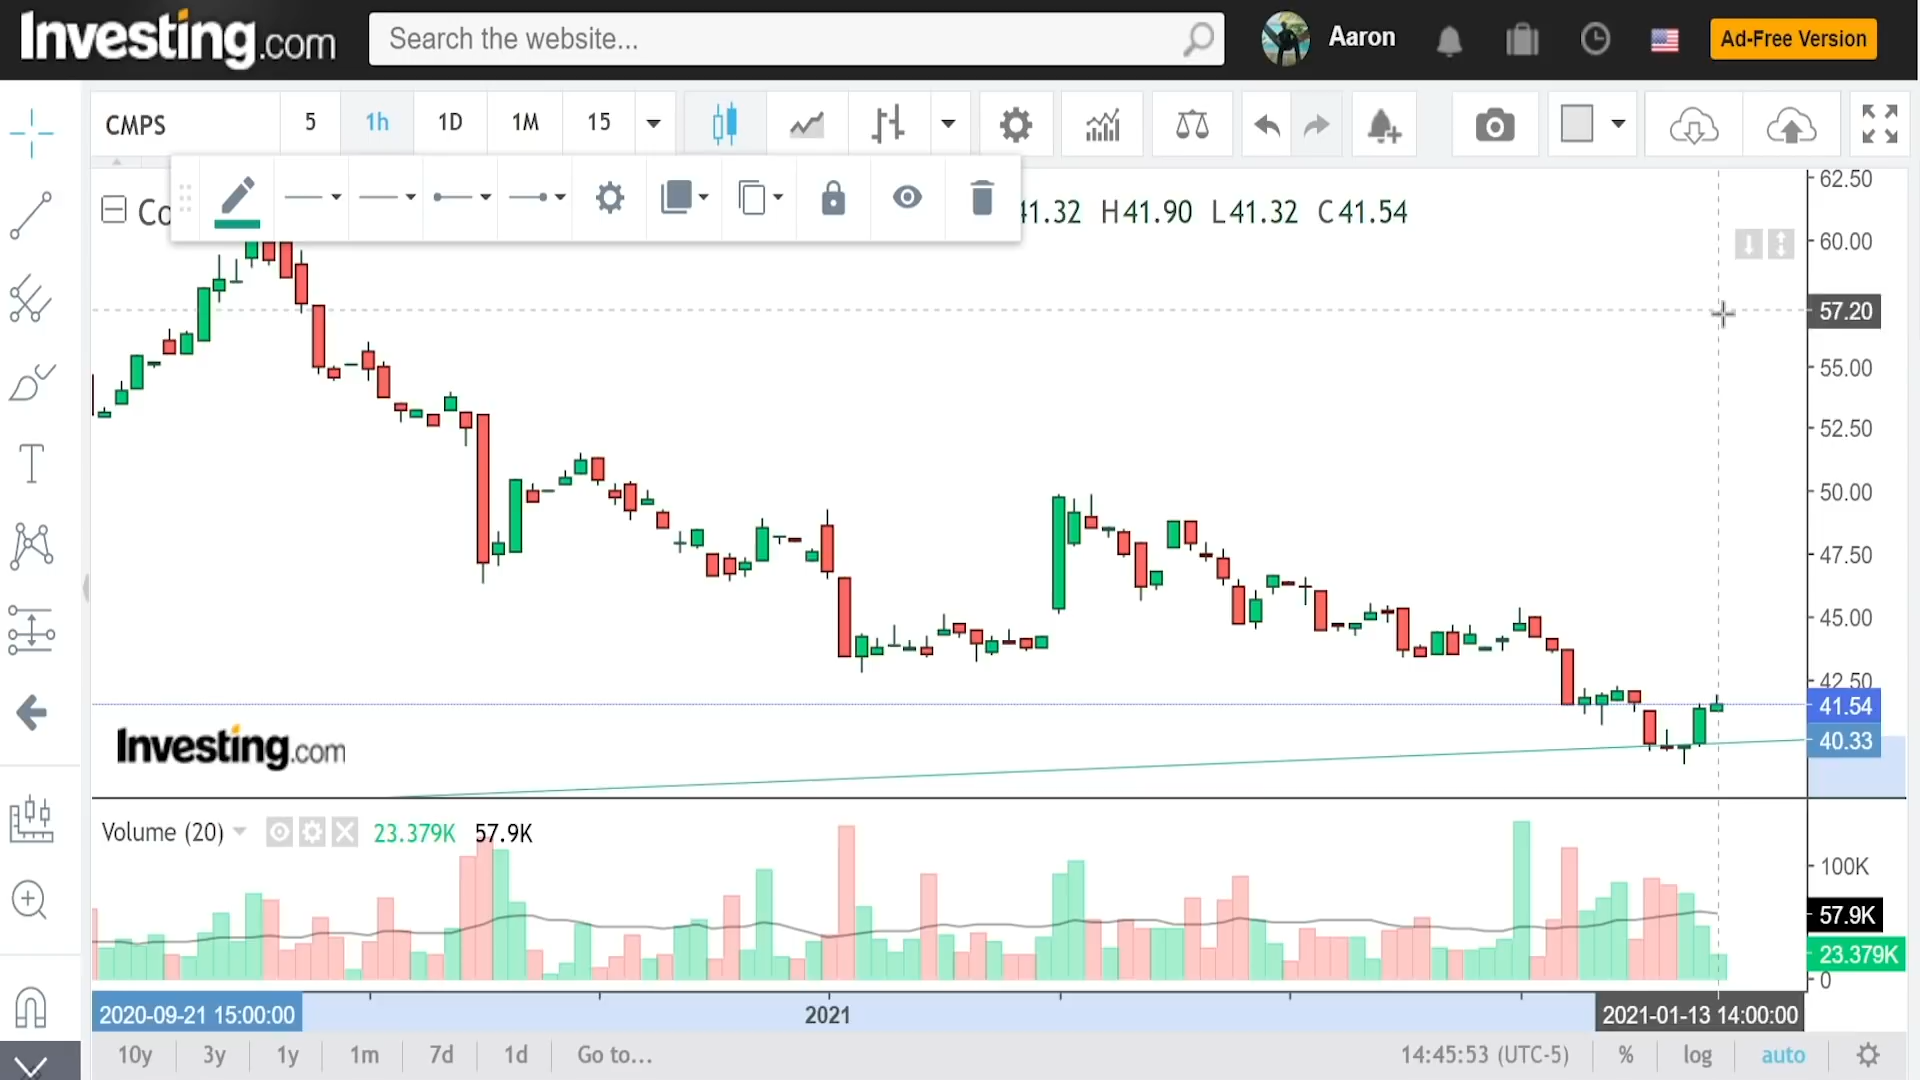 Investing.com
Search the website...
Aaron
Ad-Free Version
CMPS
5
1h
1D
1M
15
Co
41.32 H41.90 L41.32 C41.54
62.50
60.00
57.20
55.00
52.50
50.00
47.50
45.00
42.50
41.54
40.33
Investing.com
Volume (20)
23.379K
57.9K
100K
57.9K
23.379K
0
2020-09-21 15:00:00
2021
2021-01-13 14:00:00
10y
3y
1y
1m
7d
1d
Go to...
14:45:53 (UTC-5)
%
log
auto